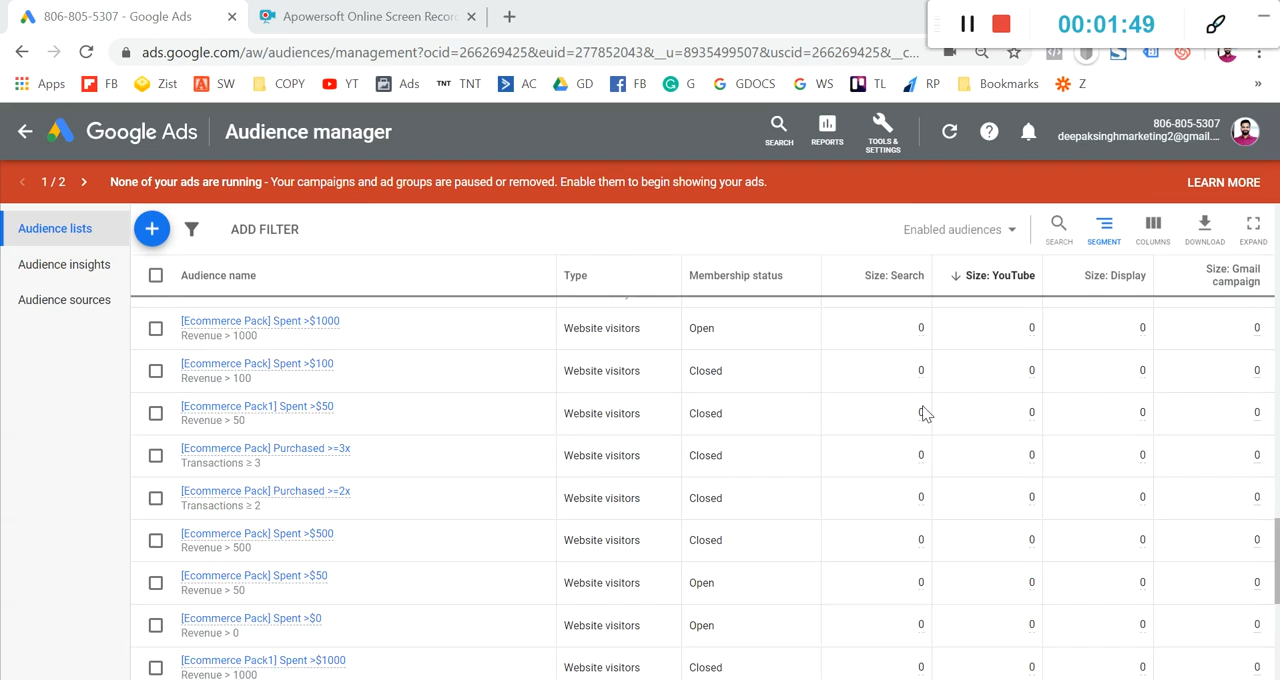 806-805-5307 - Google Ads
Apowersoft Online Screen Recor
00:01:49
ads.google.com/aw/audiences/management?ocid=266269425&euid=277852043&__u=8935499507&uscid=266269425&__c...
Apps
FB
Zist
SW
COPY
YT
Ads
TNT TNT
AC
GD
FB
G
GDOCS
WS
TL
RP
Bookmarks
Z
»
Google Ads
Audience manager
SEARCH
REPORTS
TOOLS &
SETTINGS
806-805-5307
deepaksinghmarketing2@gmail....
1 / 2
None of your ads are running - Your campaigns and ad groups are paused or removed. Enable them to begin showing your ads.
LEARN MORE
Audience lists
Audience insights
Audience sources
ADD FILTER
Enabled audiences
SEARCH
SEGMENT
COLUMNS
DOWNLOAD
EXPAND
Audience name
Type
Membership status
Size: Search
Size: YouTube
Size: Display
Size: Gmail
campaign
[Ecommerce Pack] Spent >$1000
Revenue > 1000
Website visitors
Open
0
0
0
0
[Ecommerce Pack] Spent >$100
Revenue > 100
Website visitors
Closed
0
0
0
0
[Ecommerce Pack1] Spent >$50
Revenue > 50
Website visitors
Closed
0
0
0
0
[Ecommerce Pack] Purchased >=3x
Transactions ≥ 3
Website visitors
Closed
0
0
0
0
[Ecommerce Pack] Purchased >=2x
Transactions ≥ 2
Website visitors
Closed
0
0
0
0
[Ecommerce Pack] Spent >$500
Revenue > 500
Website visitors
Closed
0
0
0
0
[Ecommerce Pack] Spent >$50
Revenue > 50
Website visitors
Open
0
0
0
0
[Ecommerce Pack] Spent >$0
Revenue > 0
Website visitors
Open
0
0
0
0
[Ecommerce Pack1] Spent >$1000
Revenue > 1000
Website visitors
Closed
0
0
0
0